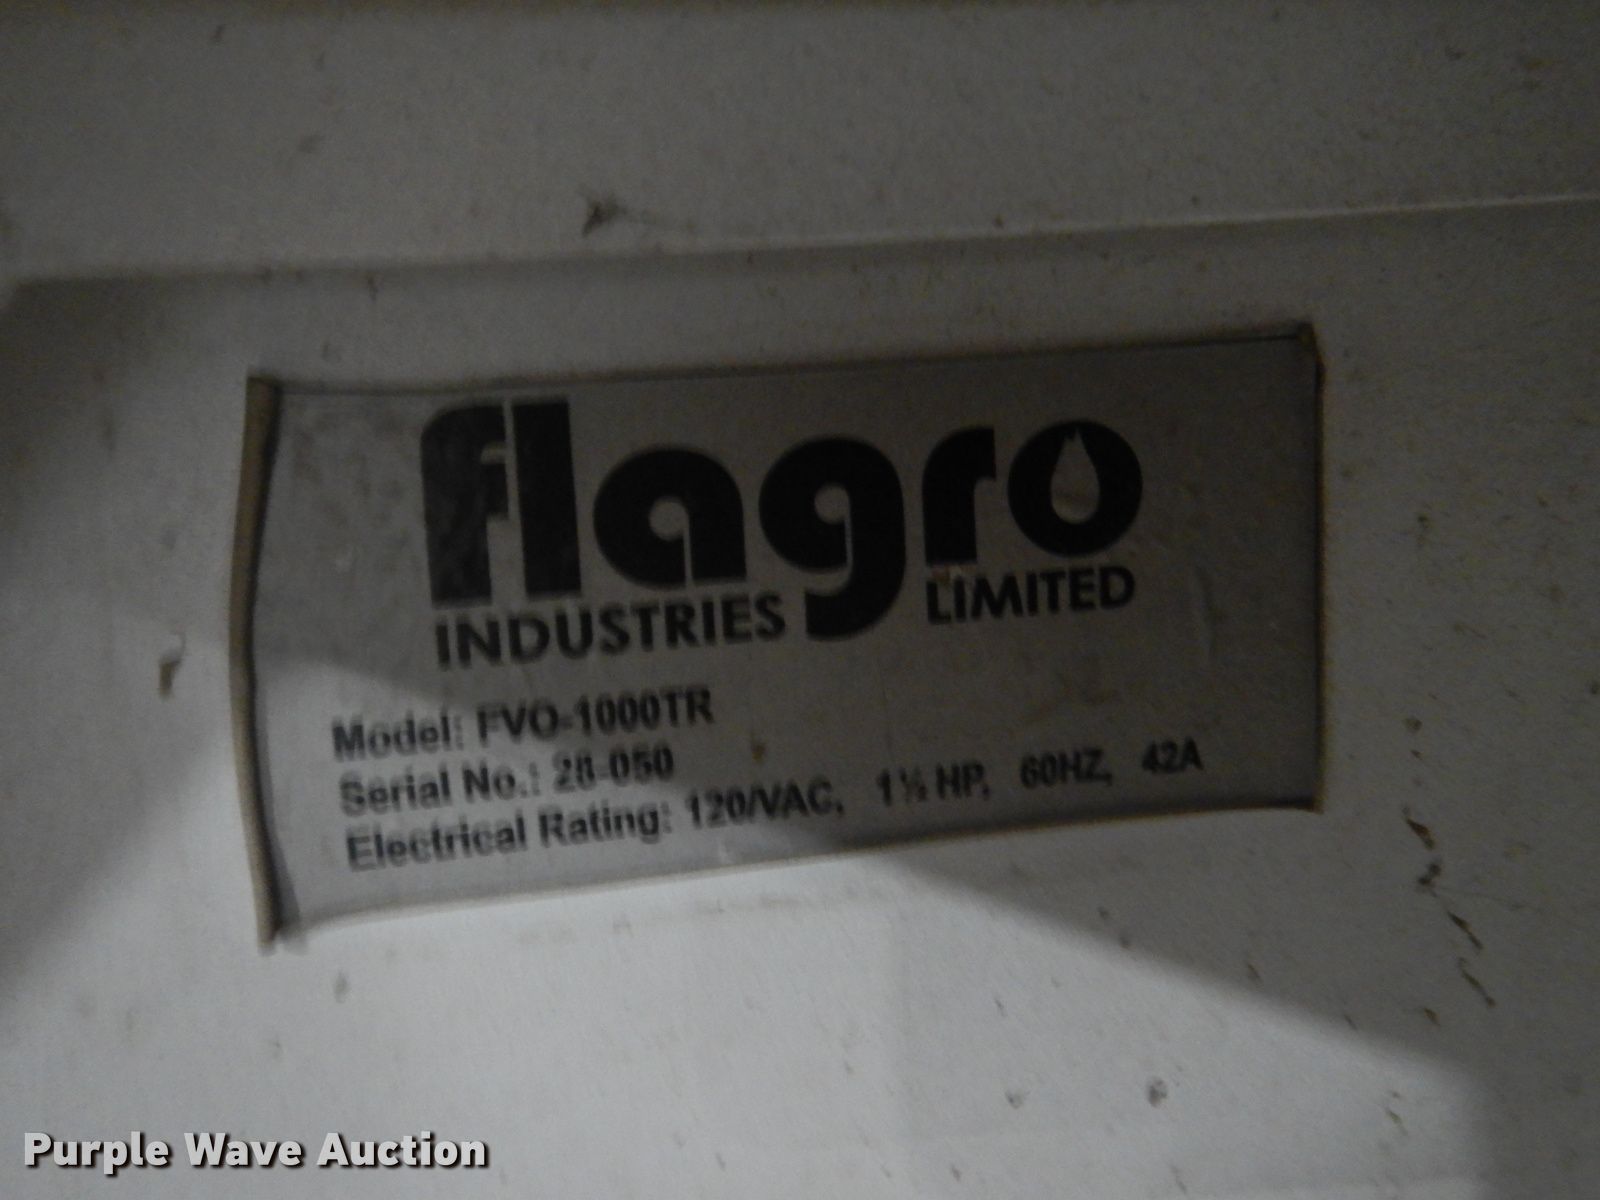 flagro
INDUSTRIES LIMITED
Model: FVO-1000TR
Serial No.: 28-050
Electrical Rating: 120/VAC, 1½ HP, 60HZ, 42A
Purple Wave Auction